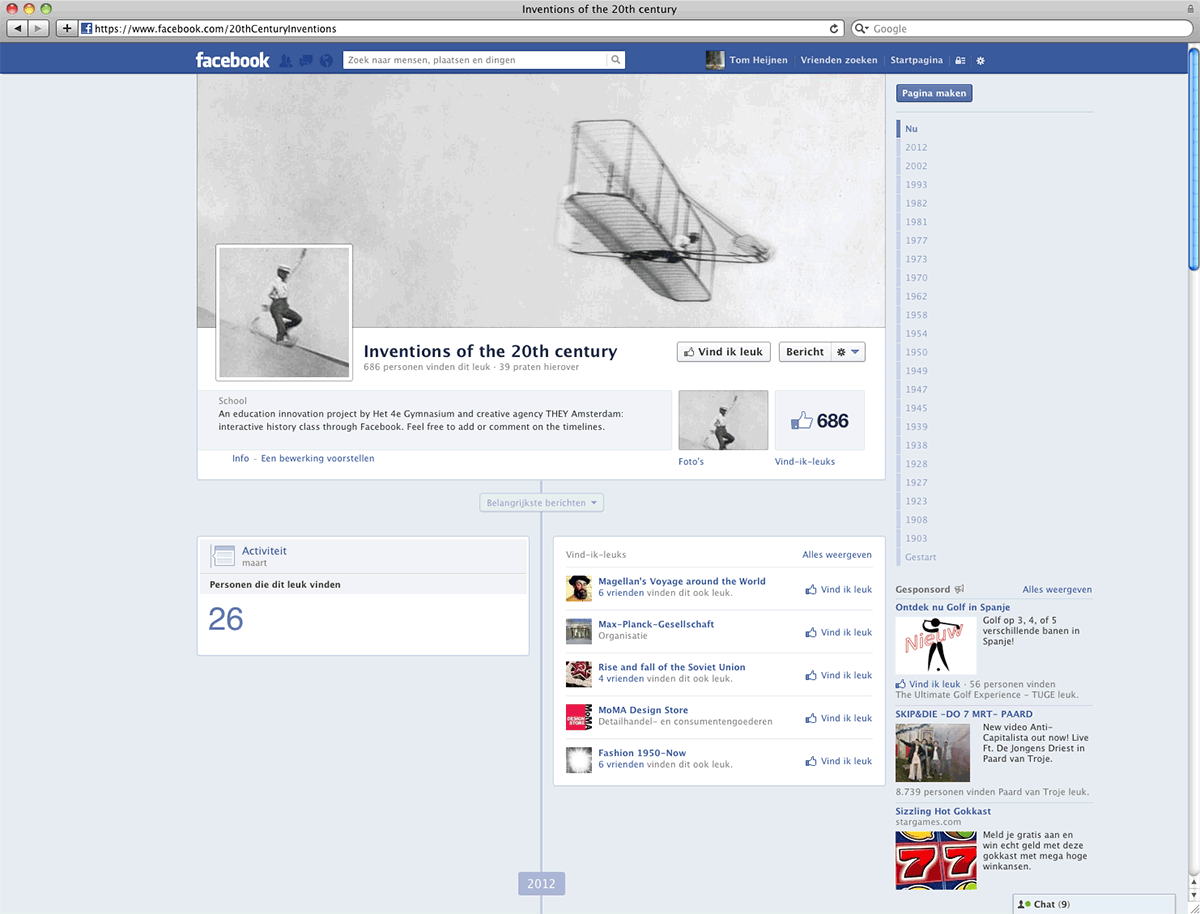 Inventions of the 20th century
https://www.facebook.com/20thCenturyInventions
Google
facebook
Zoek naar mensen, plaatsen en dingen
Tom Heijnen
Vrienden zoeken
Startpagina
Pagina maken
Nu
2012
2002
1993
1982
1981
1977
1973
1970
1962
1958
1954
1950
1949
1947
1945
1939
1938
1928
1927
1923
1908
1903
Gestart
Inventions of the 20th century
686 personen vinden dit leuk · 39 praten hierover
Vind ik leuk
Bericht
School
An education innovation project by Het 4e Gymnasium and creative agency THEY Amsterdam:
interactive history class through Facebook. Feel free to add or comment on the timelines.
Info - Een bewerking voorstellen
Foto's
686
Vind-ik-leuks
Belangrijkste berichten
Activiteit
maart
Personen die dit leuk vinden
26
Vind-ik-leuks
Alles weergeven
Magellan's Voyage around the World
6 vrienden vinden dit ook leuk.
Vind ik leuk
Max-Planck-Gesellschaft
Organisatie
Vind ik leuk
Rise and fall of the Soviet Union
4 vrienden vinden dit ook leuk.
Vind ik leuk
MoMA DESIGN STORE
MoMA Design Store
Detailhandel- en consumentengoederen
Vind ik leuk
Fashion 1950-Now
6 vrienden vinden dit ook leuk.
Vind ik leuk
2012
Gesponsord
Alles weergeven
Ontdek nu Golf in Spanje
Nieuw
Golf op 3, 4, of 5
verschillende banen in
Spanje!
Vind ik leuk · 56 personen vinden
The Ultimate Golf Experience - TUGE leuk.
SKIP&DIE -DO 7 MRT- PAARD
New video Anti-
Capitalista out now! Live
Ft. De Jongens Driest in
Paard van Troje.
8.739 personen vinden Paard van Troje leuk.
Sizzling Hot Gokkast
stargames.com
77
Meld je gratis aan en
win echt geld met deze
gokkast met mega hoge
winkansen.
Chat (9)